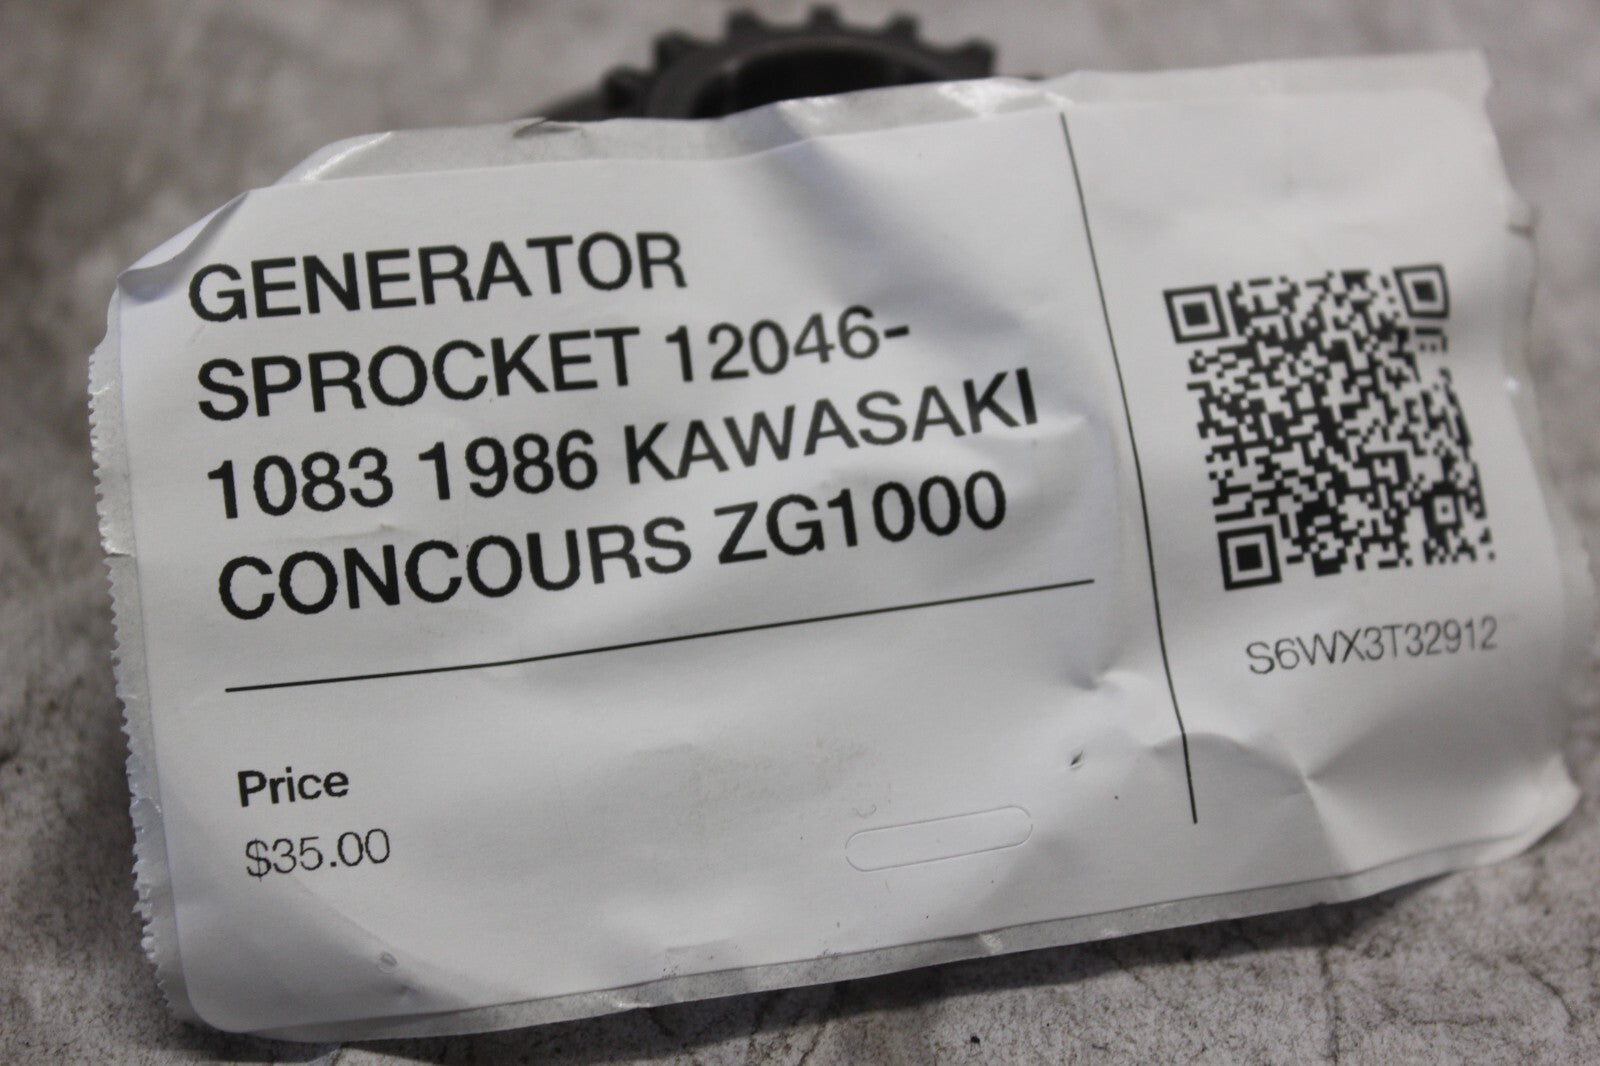 GENERATOR
SPROCKET 12046-
1083 1986 KAWASAKI
CONCOURS ZG1000
Price
$35.00
S6WX3T32912